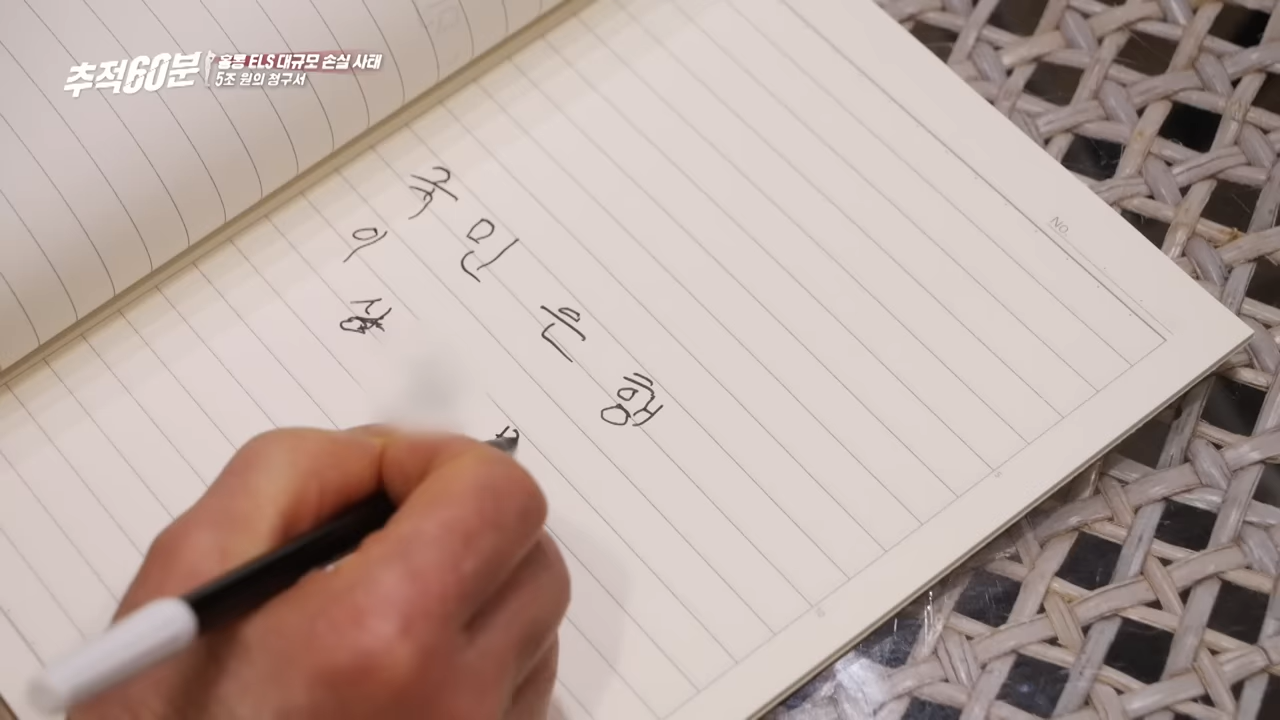 추적60분
홍콩 ELS 대규모 손실 사태
5조 원의 청구서
NO.
국민은행
이상